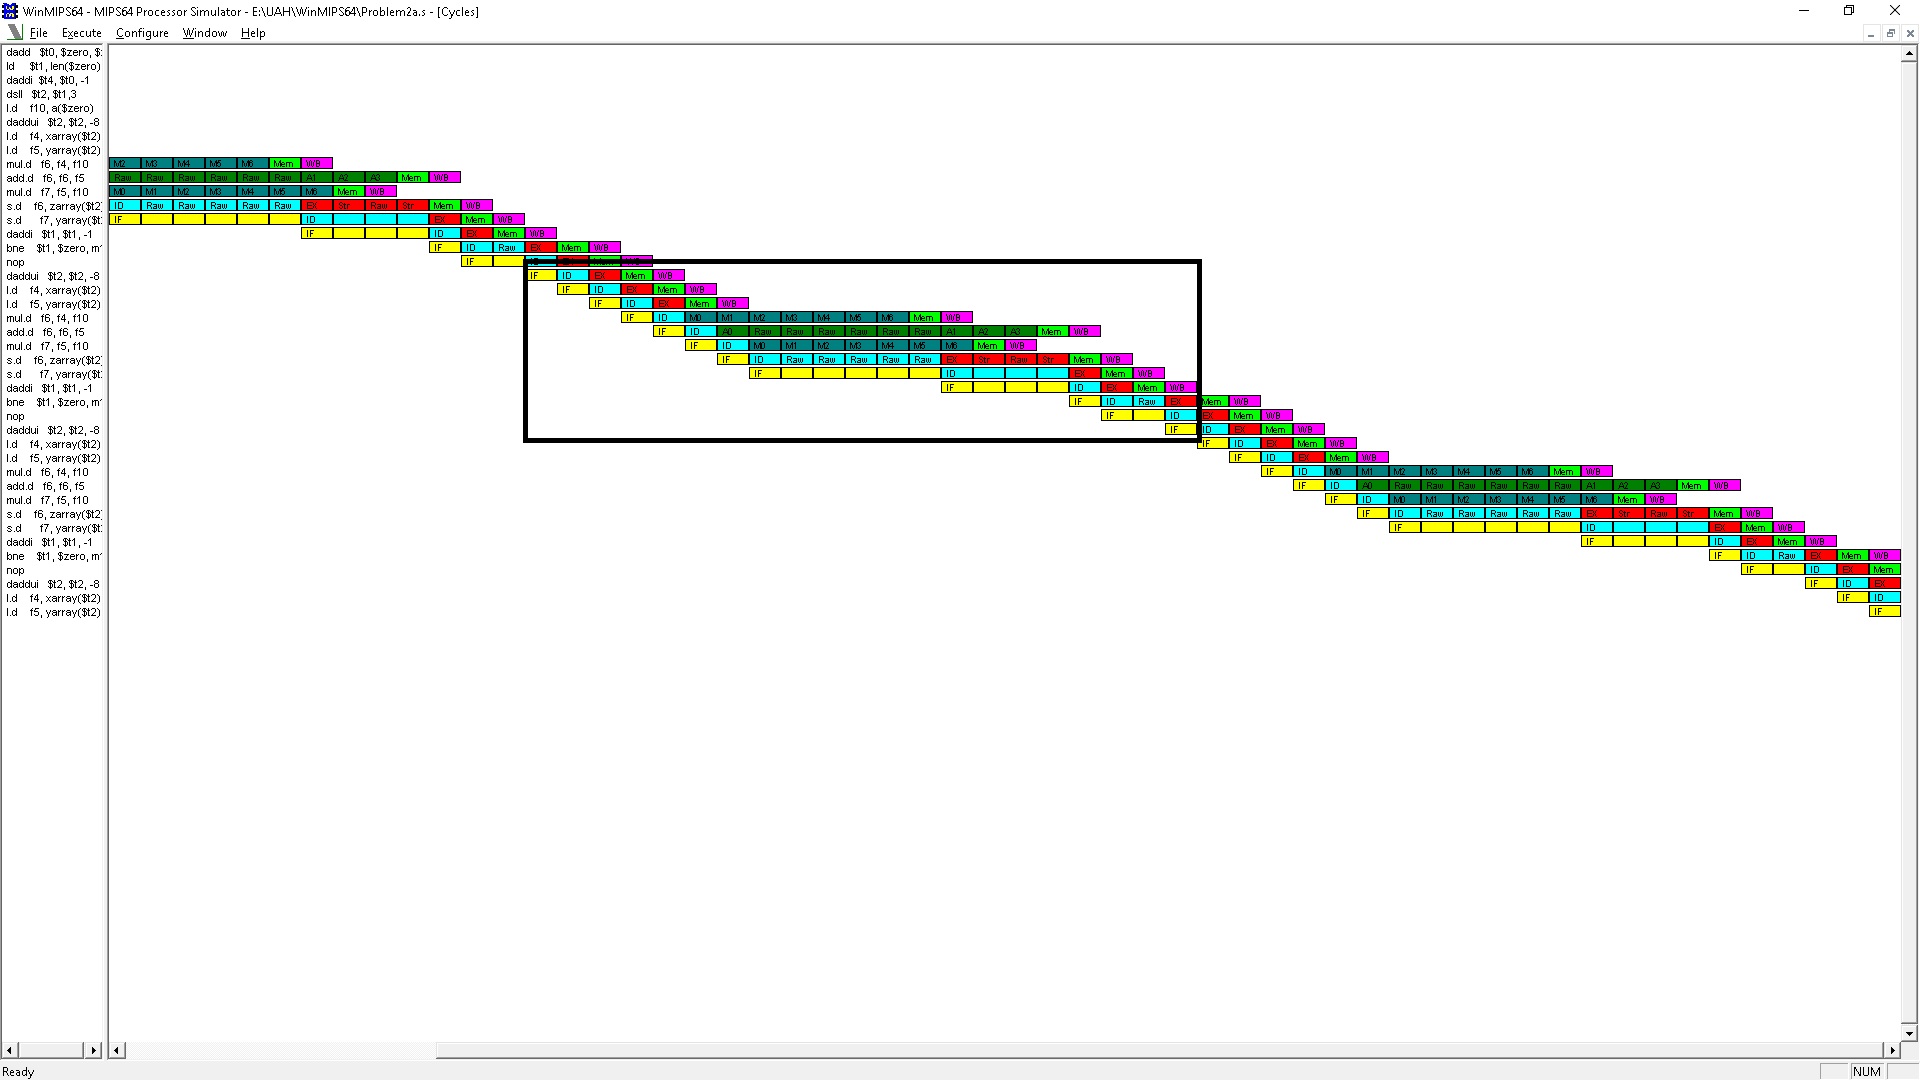 WinMIPS64 - MIPS64 Processor Simulator - E:\UAH\WinMIPS64\Problem2a.s - [Cycles]
File Execute Configure Window Help
dadd $t0, $zero, $
ld $t1, len($zero)
daddi $t4, $t0, -1
dsll $t2, $t1,3
l.d f10, a($zero)
daddui $t2, $t2, -8
l.d f4, xarray($t2)
l.d f5, yarray($t2)
mul.d f6, f4, f10 M2 M3 M4 M5 M6 Mem WB
add.d f6, f6, f5 Raw Raw Raw Raw Raw Raw A1 A2 A3 Mem WB
mul.d f7, f5, f10 M0 M1 M2 M3 M4 M5 M6 Mem WB
s.d f6, zarray($t2) ID Raw Raw Raw Raw Raw EX Str Raw Str Mem WB
s.d f7, yarray($t IF ID EX Mem WB
daddi $t1, $t1, -1 IF ID EX Mem WB
bne $t1, $zero, m IF ID Raw EX Mem WB
nop IF
daddui $t2, $t2, -8 IF ID EX Mem WB
l.d f4, xarray($t2) IF ID EX Mem WB
l.d f5, yarray($t2) IF ID EX Mem WB
mul.d f6, f4, f10 IF ID M0 M1 M2 M3 M4 M5 M6 Mem WB
add.d f6, f6, f5 IF ID A0 Raw Raw Raw Raw Raw Raw A1 A2 A3 Mem WB
mul.d f7, f5, f10 IF ID M0 M1 M2 M3 M4 M5 M6 Mem WB
s.d f6, zarray($t2) IF ID Raw Raw Raw Raw Raw EX Str Raw Str Mem WB
s.d f7, yarray($t IF ID EX Mem WB
daddi $t1, $t1, -1 IF ID EX Mem WB
bne $t1, $zero, m IF ID Raw EX Mem WB
nop IF ID EX Mem WB
daddui $t2, $t2, -8 IF ID EX Mem WB
l.d f4, xarray($t2) IF ID EX Mem WB
l.d f5, yarray($t2) IF ID EX Mem WB
mul.d f6, f4, f10 IF ID M0 M1 M2 M3 M4 M5 M6 Mem WB
add.d f6, f6, f5 IF ID A0 Raw Raw Raw Raw Raw Raw A1 A2 A3 Mem WB
mul.d f7, f5, f10 IF ID M0 M1 M2 M3 M4 M5 M6 Mem WB
s.d f6, zarray($t2) IF ID Raw Raw Raw Raw Raw EX Str Raw Str Mem WB
s.d f7, yarray($t IF ID EX Mem WB
daddi $t1, $t1, -1 IF ID EX Mem WB
bne $t1, $zero, m IF ID Raw EX Mem WB
nop IF ID EX Mem
daddui $t2, $t2, -8 IF ID EX
l.d f4, xarray($t2) IF ID
l.d f5, yarray($t2) IF
Ready NUM